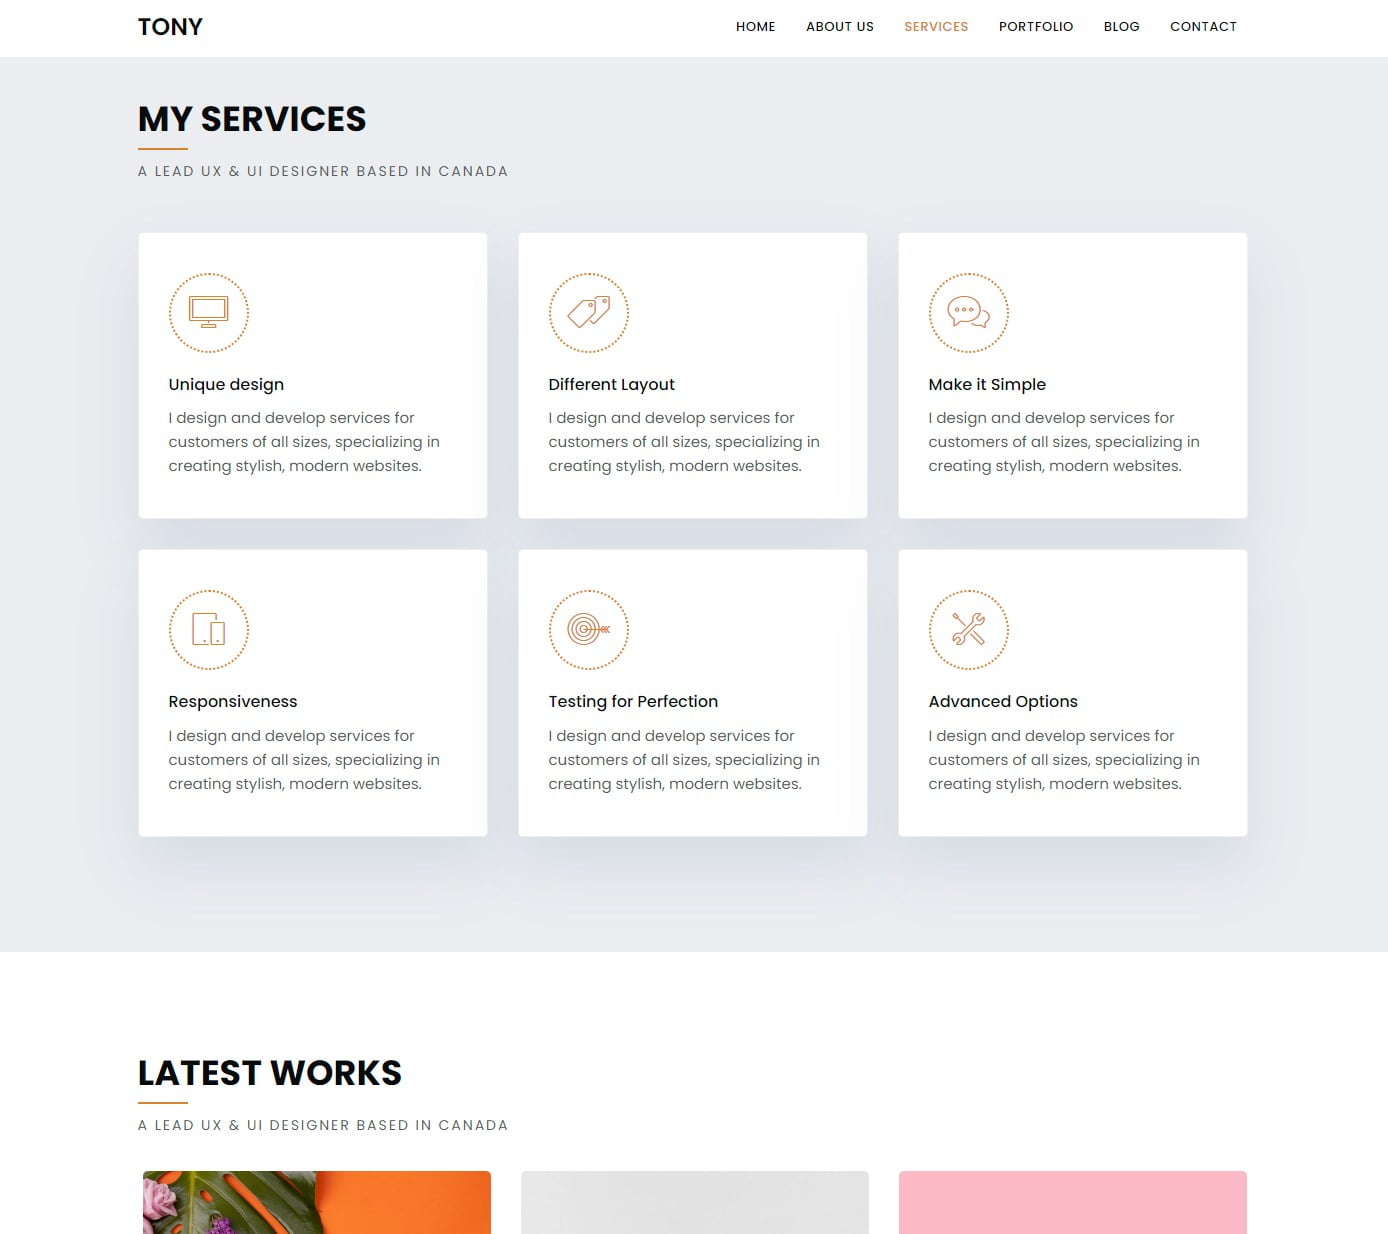 TONY
HOME ABOUT US SERVICES PORTFOLIO BLOG CONTACT
MY SERVICES
A LEAD UX & UI DESIGNER BASED IN CANADA
Unique design
I design and develop services for
customers of all sizes, specializing in
creating stylish, modern websites.
Different Layout
I design and develop services for
customers of all sizes, specializing in
creating stylish, modern websites.
Make it Simple
I design and develop services for
customers of all sizes, specializing in
creating stylish, modern websites.
Responsiveness
I design and develop services for
customers of all sizes, specializing in
creating stylish, modern websites.
Testing for Perfection
I design and develop services for
customers of all sizes, specializing in
creating stylish, modern websites.
Advanced Options
I design and develop services for
customers of all sizes, specializing in
creating stylish, modern websites.
LATEST WORKS
A LEAD UX & UI DESIGNER BASED IN CANADA